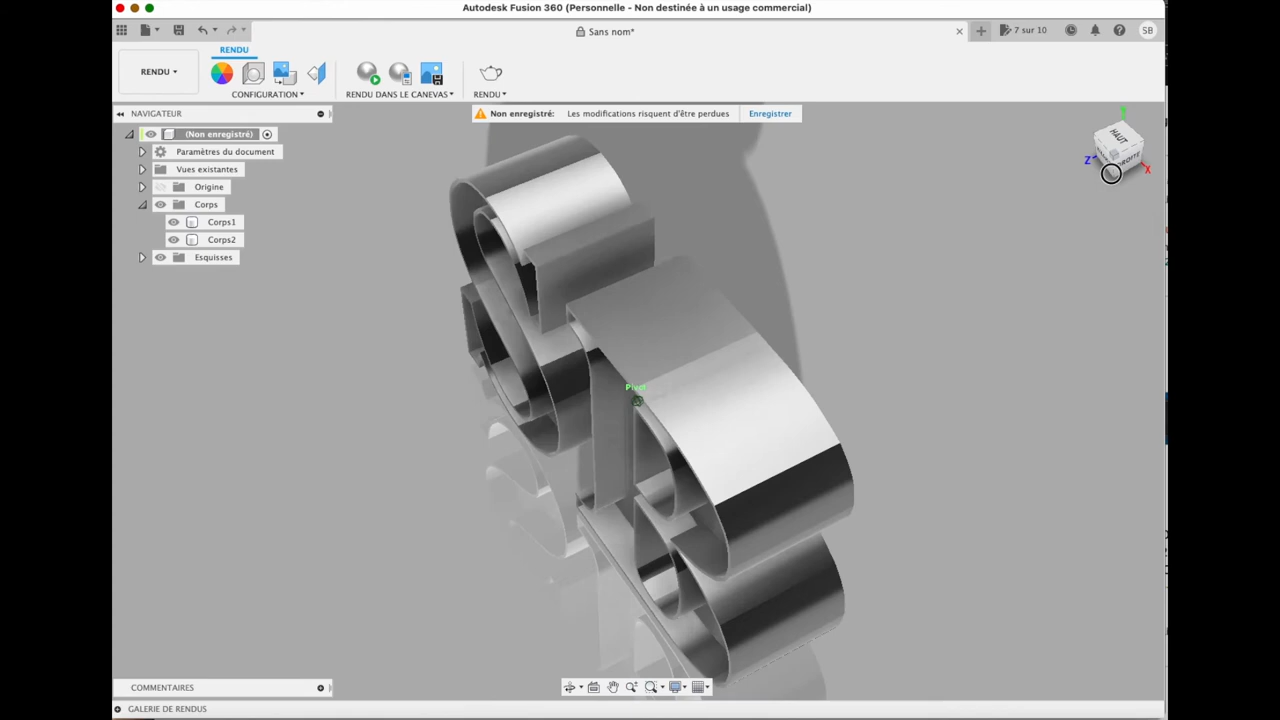 Autodesk Fusion 360 (Personnelle - Non destinée à un usage commercial)
Sans nom*
7 sur 10
SB
RENDU
RENDU
CONFIGURATION
RENDU DANS LE CANEVAS
RENDU
NAVIGATEUR
Non enregistré: Les modifications risquent d'être perdues Enregistrer
(Non enregistré)
Paramètres du document
Vues existantes
Origine
Corps
Corps1
Corps2
Esquisses
HAUT
DROITE
Z
X
Pivot
COMMENTAIRES
GALERIE DE RENDUS